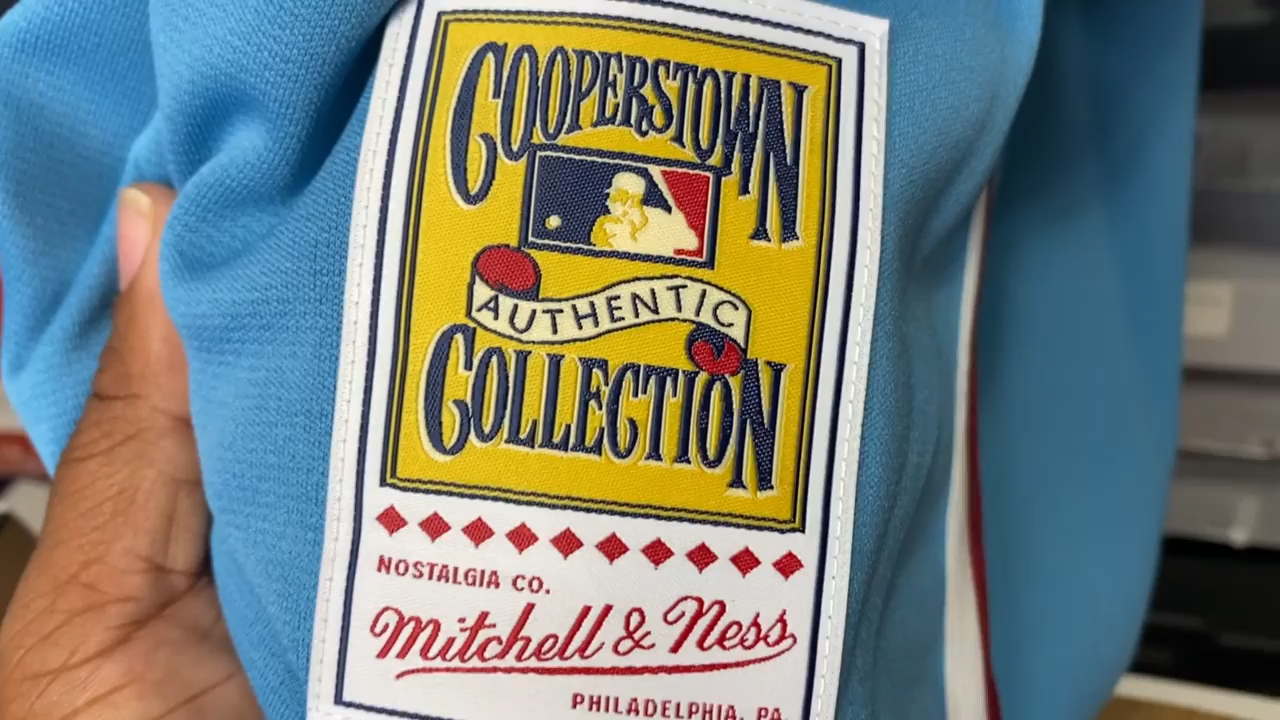 COOPERSTOWN
AUTHENTIC
COLLECTION
NOSTALGIA CO.
Mitchell & Ness
PHILADELPHIA, PA.